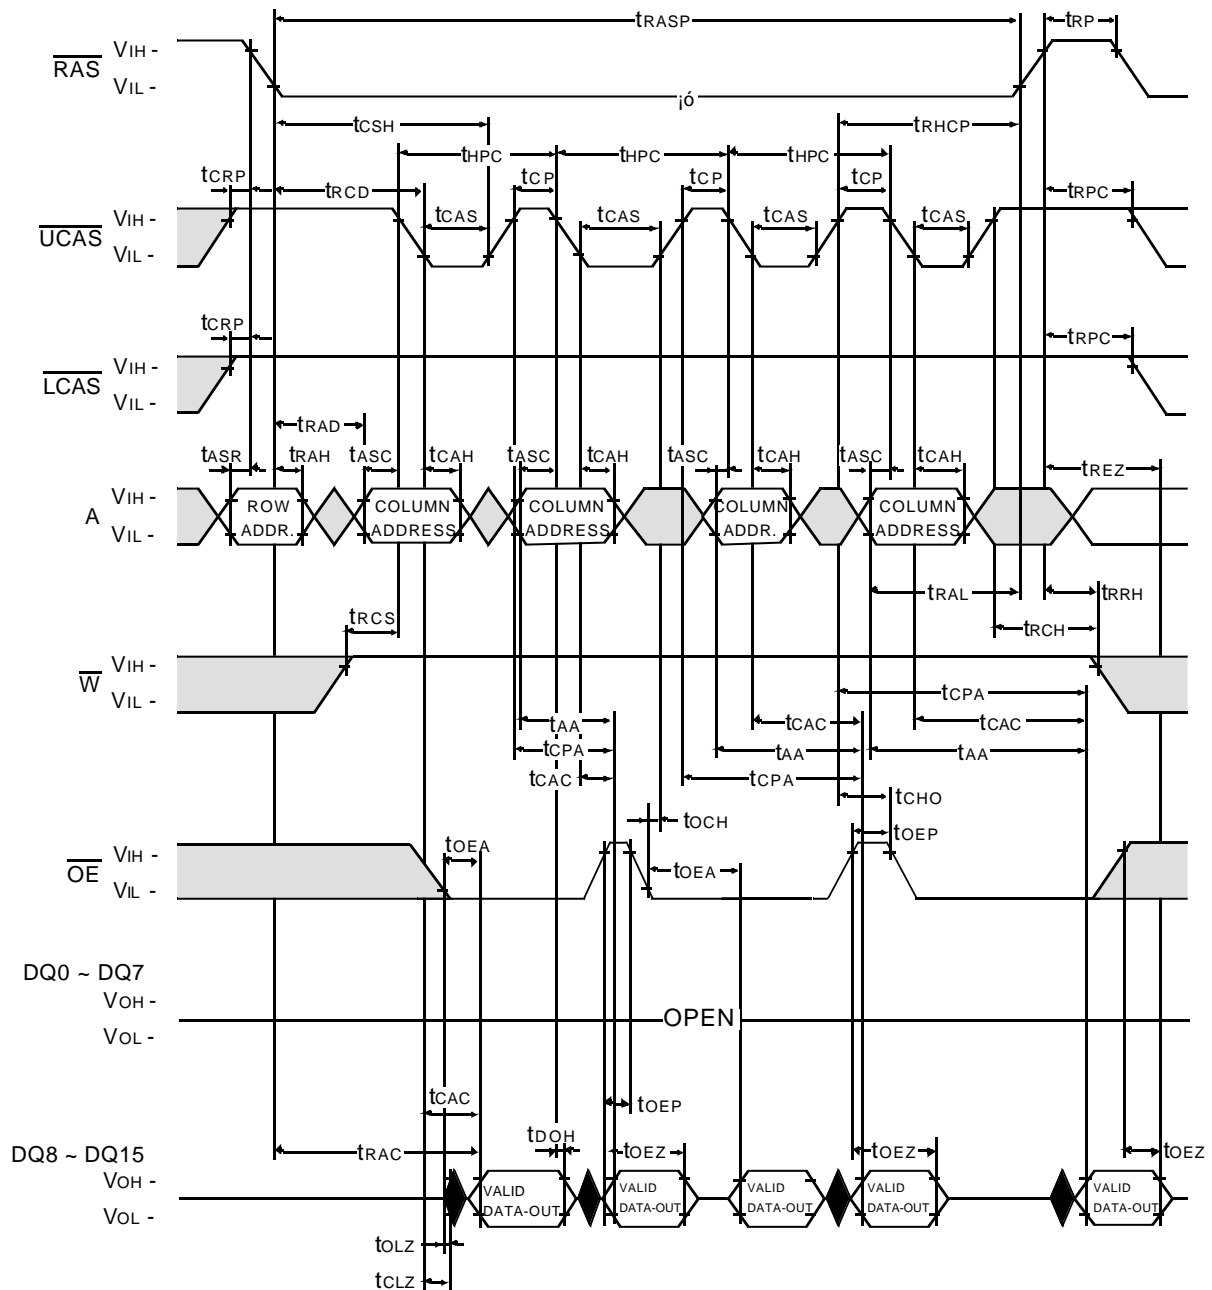 tRASP tRP
RAS VIH -
VIL -
¡ó
tCSH tRHCP
tHPC tHPC tHPC
tCRP tRCD tCP tCP tCP tRPC
tCAS tCAS tCAS tCAS
UCAS VIH -
VIL -
tCRP tRPC
LCAS VIH -
VIL -
tRAD
tASR tRAH tASC tCAH tASC tCAH tASC tCAH tASC tCAH tREZ
A VIH -
VIL -
ROW ADDR.
COLUMN ADDRESS
COLUMN ADDRESS
COLUMN ADDR.
COLUMN ADDRESS
tRAL tRRH
tRCS tRCH
W VIH -
VIL -
tCPA
tAA tCAC tCAC
tCPA tAA tAA
tCAC tCPA
tCHO
tOCH tOEP
tOEA tOEA
OE VIH -
VIL -
DQ0 ~ DQ7
VOH -
VOL -
OPEN
tCAC tOEP
tDOH
tRAC tOEZ tOEZ tOEZ
DQ8 ~ DQ15
VOH -
VOL -
VALID DATA-OUT
VALID DATA-OUT
VALID DATA-OUT
VALID DATA-OUT
VALID DATA-OUT
tOLZ
tCLZ